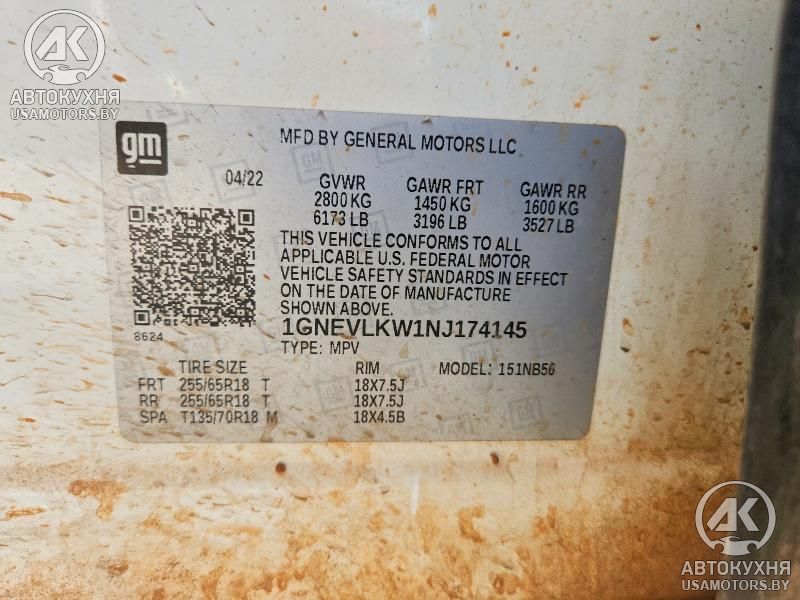 AK
АВТОКУХНЯ
USAMOTORS.BY
gm
MFD BY GENERAL MOTORS LLC
04/22
GVWR GAWR FRT GAWR RR
2800 KG 1450 KG 1600 KG
6173 LB 3196 LB 3527 LB
THIS VEHICLE CONFORMS TO ALL
APPLICABLE U.S. FEDERAL MOTOR
VEHICLE SAFETY STANDARDS IN EFFECT
ON THE DATE OF MANUFACTURE
SHOWN ABOVE.
8624
1GNEVLKW1NJ174145
TYPE: MPV MODEL: 151NB56
TIRE SIZE RIM
FRT 255/65R18 T 18X7.5J
RR 255/65R18 T 18X7.5J
SPA T135/70R18 M 18X4.5B
AK
АВТОКУХНЯ
USAMOTORS.BY